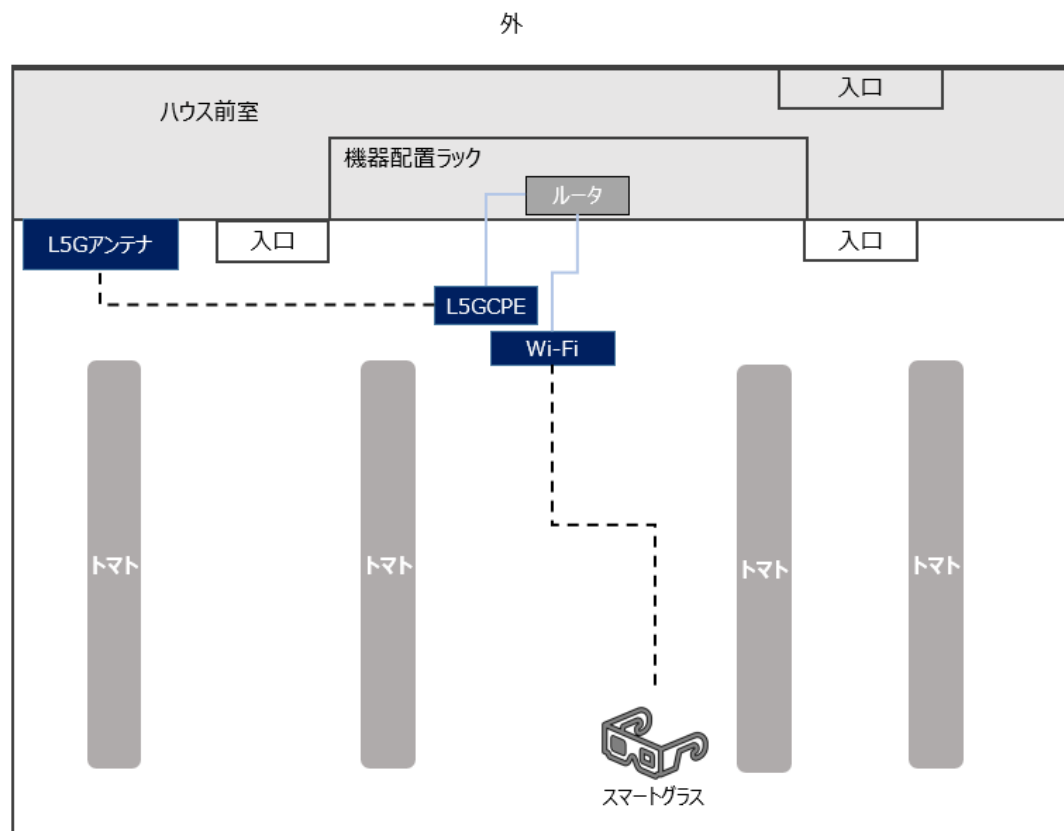 外
入口
ハウス前室
機器配置ラック
ルータ
L5Gアンテナ
入口
入口
L5GCPE
Wi-Fi
トマト
トマト
トマト
トマト
スマートグラス